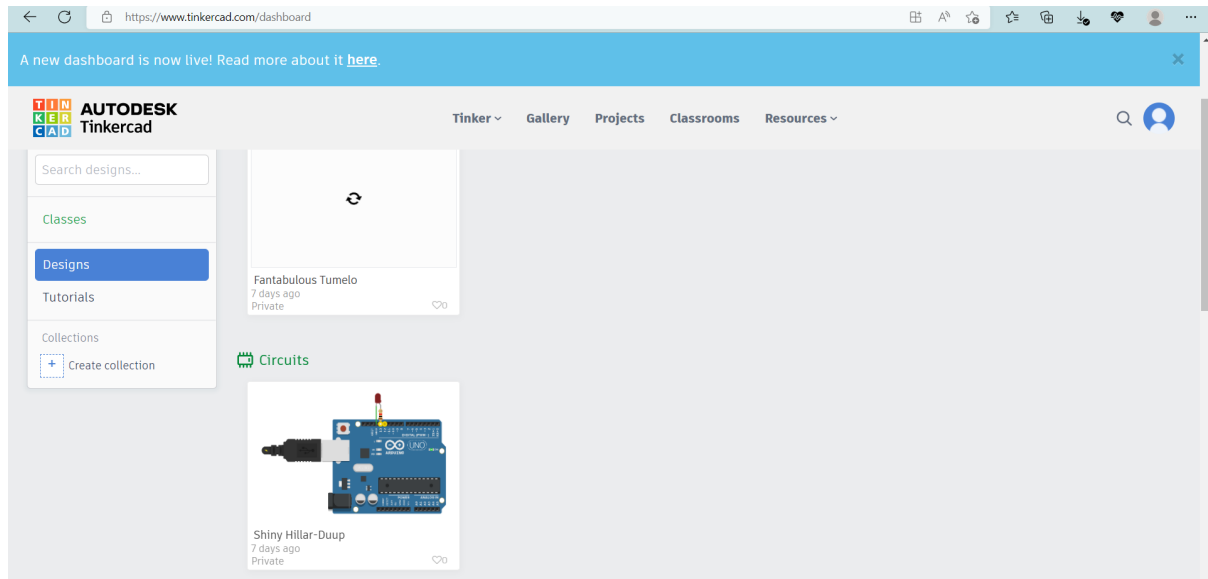 https://www.tinkercad.com/dashboard
A new dashboard is now live! Read more about it here.
TIN
KER
CAD
AUTODESK
Tinkercad
Tinker
Gallery
Projects
Classrooms
Resources
Search designs...
Classes
Designs
Tutorials
Collections
+ Create collection
Fantabulous Tumelo
7 days ago
Private
0
Circuits
UNO
ARDUINO
Shiny Hillar-Duup
7 days ago
Private
0